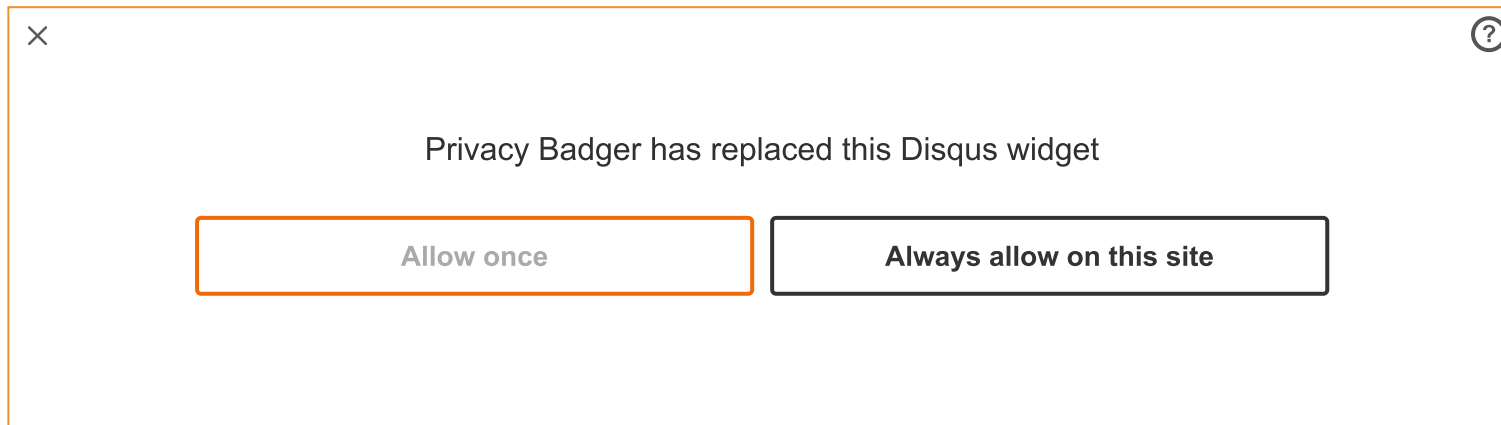 ?
Privacy Badger has replaced this Disqus widget
Allow once
Always allow on this site